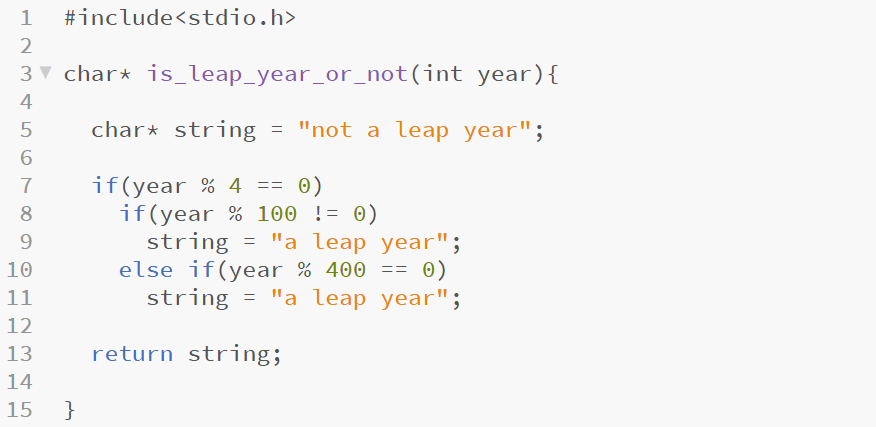 1 #include<stdio.h>
2
3 char* is_leap_year_or_not(int year){
4
5   char* string = "not a leap year";
6
7   if(year % 4 == 0)
8     if(year % 100 != 0)
9       string = "a leap year";
10     else if(year % 400 == 0)
11       string = "a leap year";
12
13   return string;
14
15 }